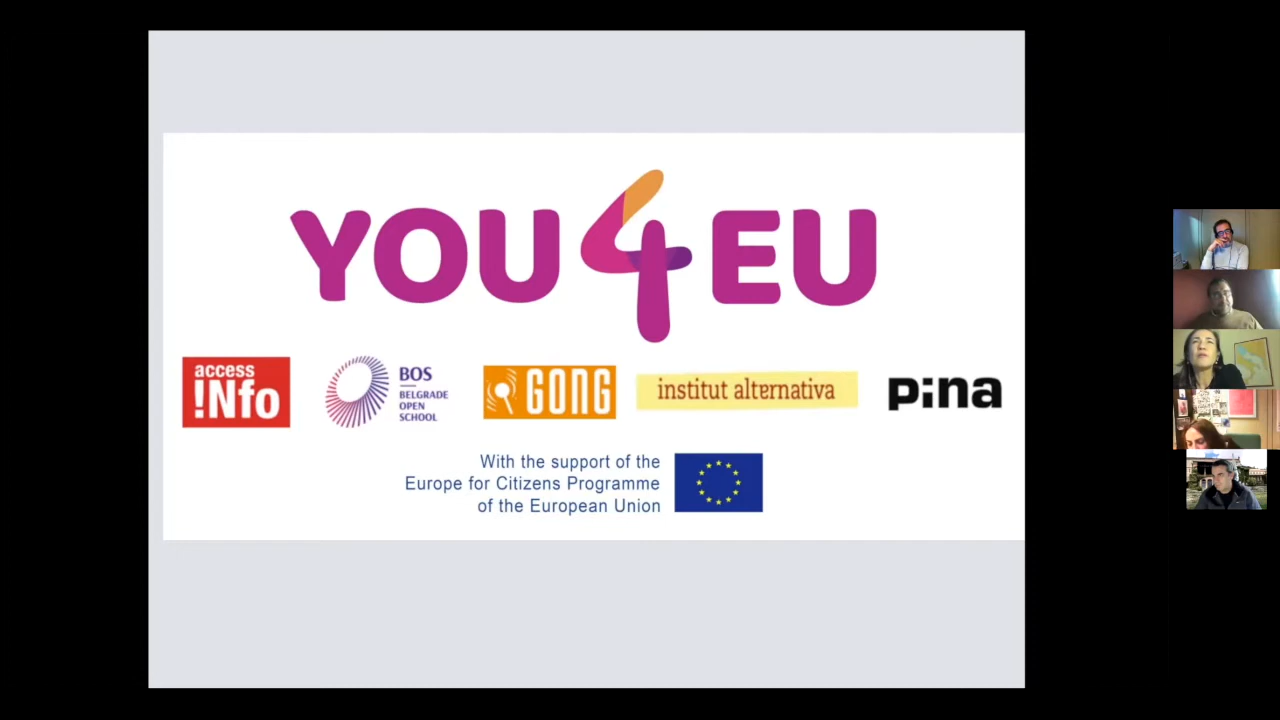 YOU4EU
access
!NFo
BOS
BELGRADE
OPEN
SCHOOL
GONG
institut alternativa
pina
With the support of the
Europe for Citizens Programme
of the European Union